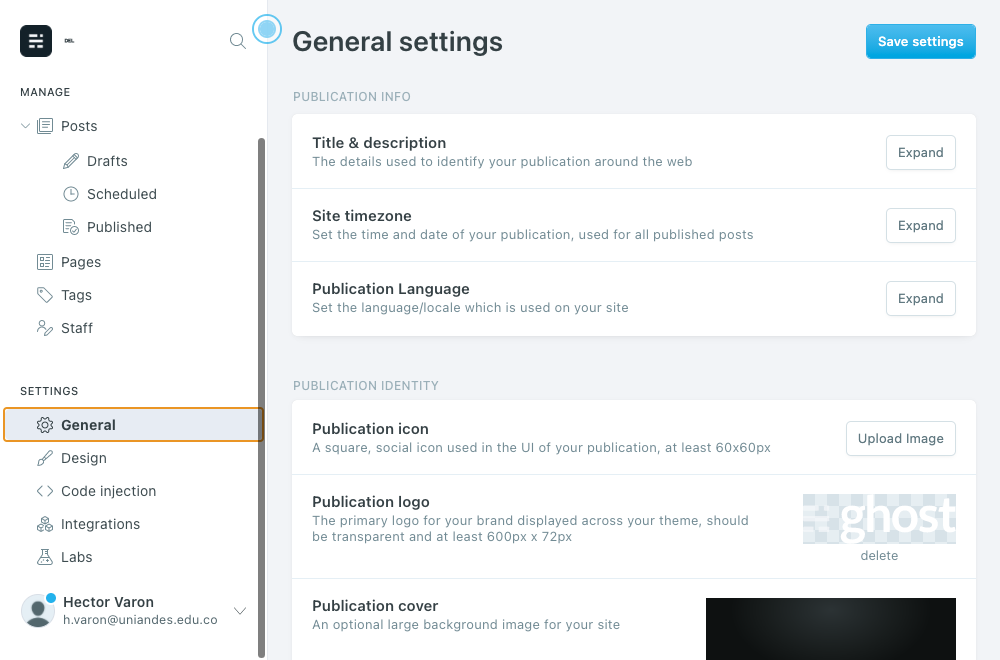 DEL
General settings
Save settings
MANAGE
Posts
Drafts
Scheduled
Published
Pages
Tags
Staff
SETTINGS
General
Design
Code injection
Integrations
Labs
Hector Varon
h.varon@uniandes.edu.co
PUBLICATION INFO
Title & description
The details used to identify your publication around the web
Expand
Site timezone
Set the time and date of your publication, used for all published posts
Expand
Publication Language
Set the language/locale which is used on your site
Expand
PUBLICATION IDENTITY
Publication icon
A square, social icon used in the UI of your publication, at least 60x60px
Upload Image
Publication logo
The primary logo for your brand displayed across your theme, should
be transparent and at least 600px x 72px
ghost
delete
Publication cover
An optional large background image for your site